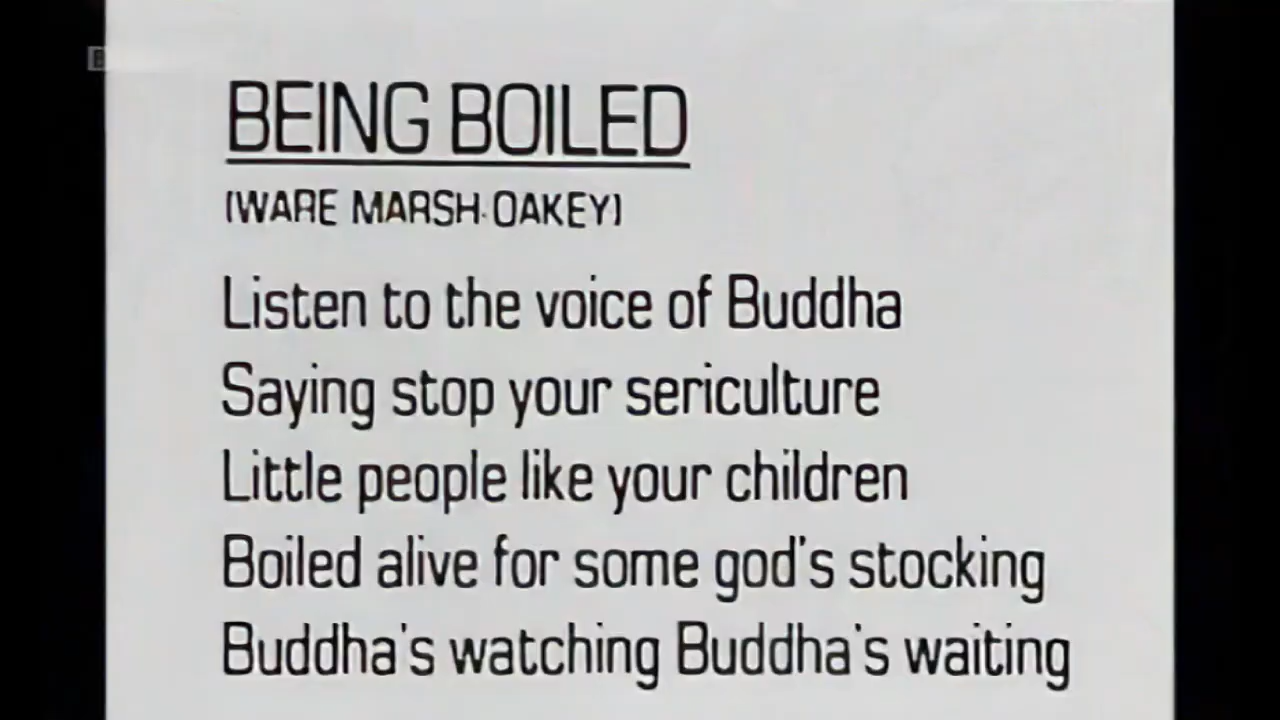 BEING BOILED
(WARE MARSH·OAKEY)
Listen to the voice of Buddha
Saying stop your sericulture
Little people like your children
Boiled alive for some god's stocking
Buddha's watching Buddha's waiting